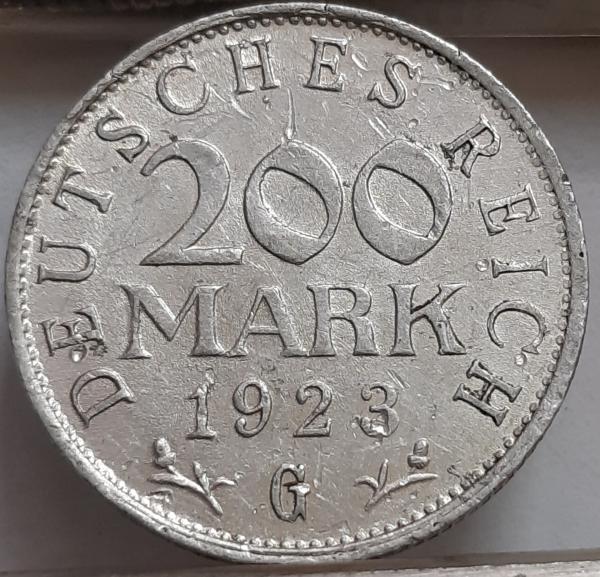 DEUTSCHES REICH
200
MARK
1923
G